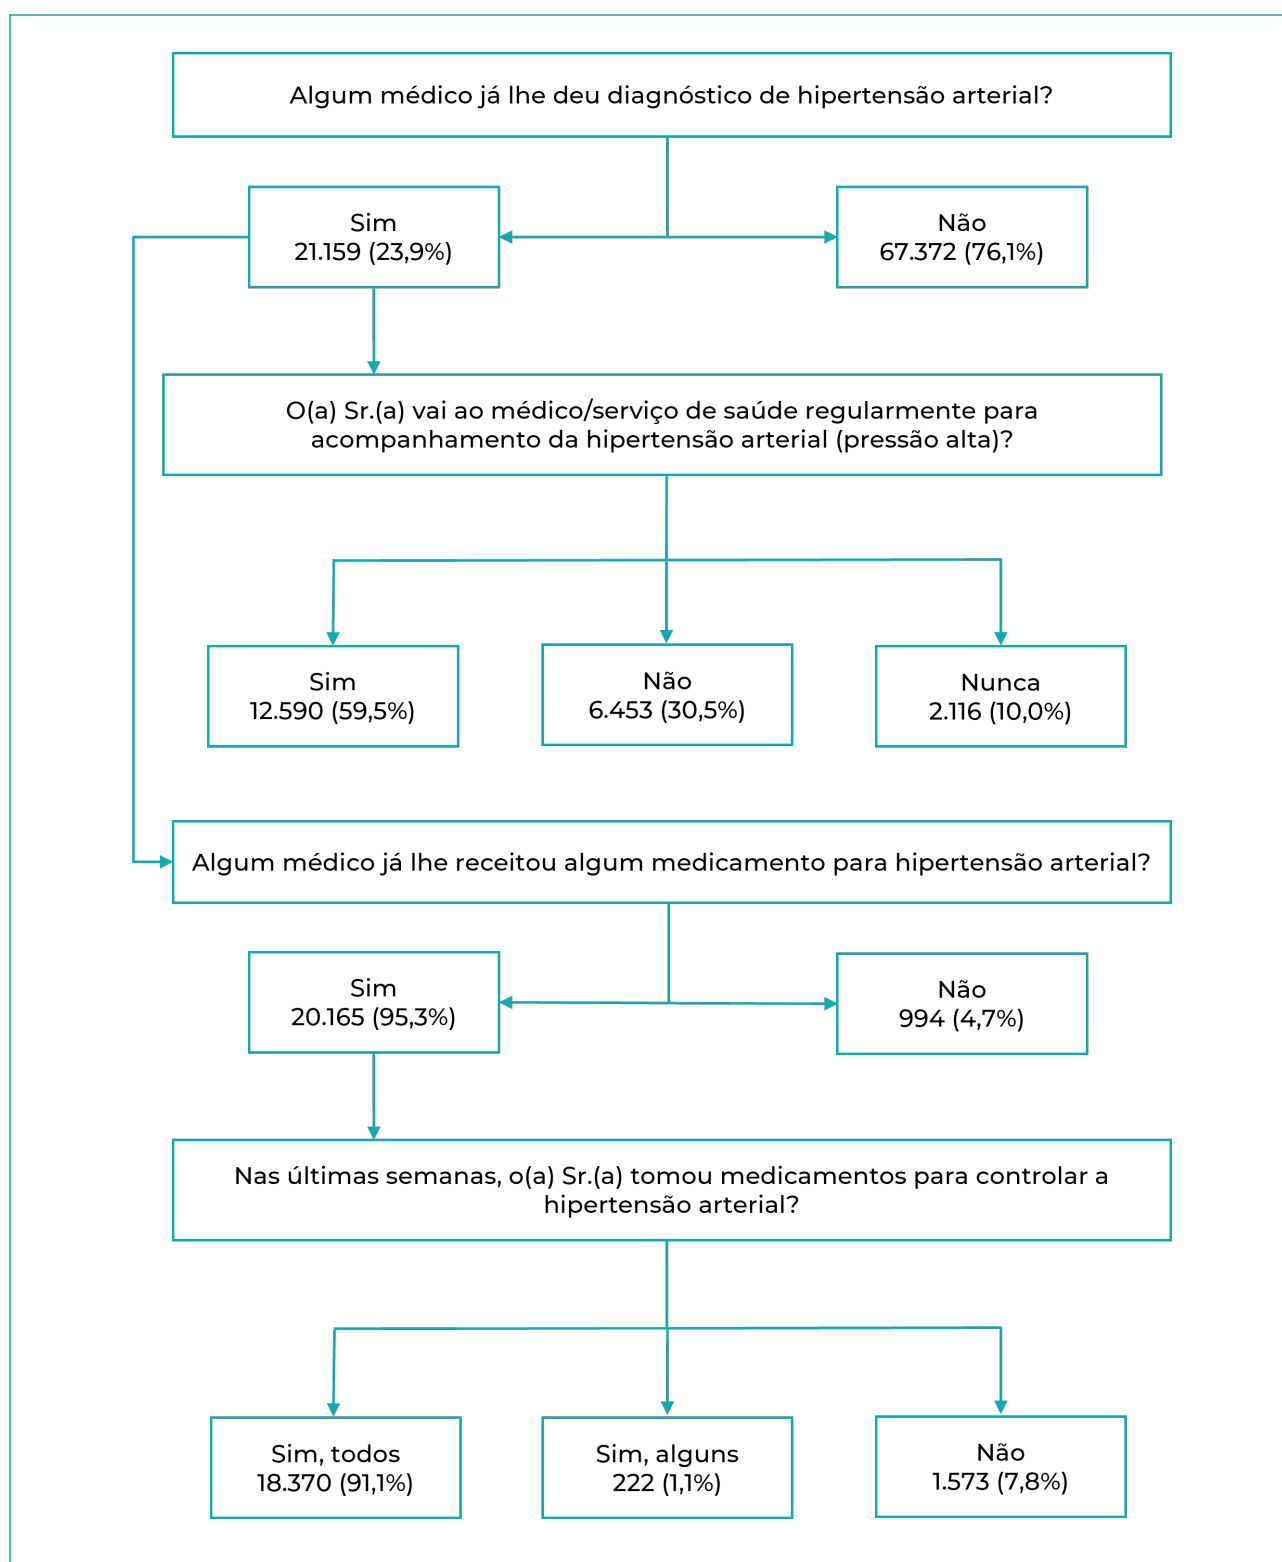 Algum médico já lhe deu diagnóstico de hipertensão arterial?
Sim
21.159 (23,9%)
Não
67.372 (76,1%)
O(a) Sr.(a) vai ao médico/serviço de saúde regularmente para
acompanhamento da hipertensão arterial (pressão alta)?
Sim
12.590 (59,5%)
Não
6.453 (30,5%)
Nunca
2.116 (10,0%)
Algum médico já lhe receitou algum medicamento para hipertensão arterial?
Sim
20.165 (95,3%)
Não
994 (4,7%)
Nas últimas semanas, o(a) Sr.(a) tomou medicamentos para controlar a
hipertensão arterial?
Sim, todos
18.370 (91,1%)
Sim, alguns
222 (1,1%)
Não
1.573 (7,8%)